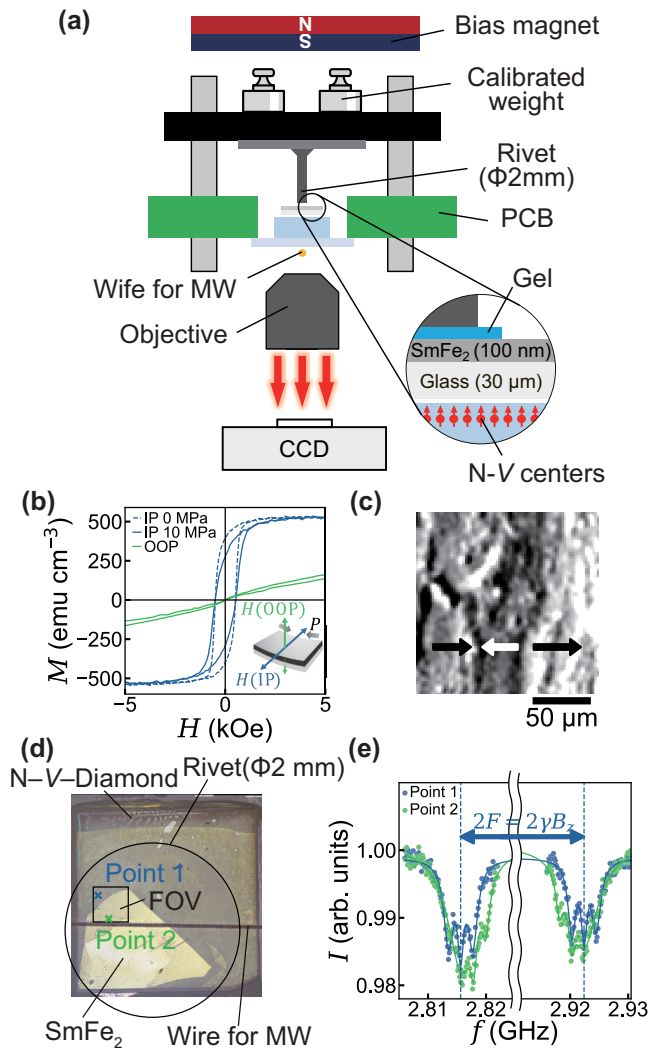 (a)
N
S
Bias magnet
Calibrated
weight
Rivet
(Φ2mm)
PCB
Wife for MW
Objective
Gel
SmFe₂ (100 nm)
Glass (30 μm)
CCD
N-V centers
(b)
IP 0 MPa
IP 10 MPa
OOP
M (emu cm⁻³)
500
250
0
−250
−500
H(OOP)
P
H(IP)
−5
0
5
H (kOe)
(c)
50 μm
(d)
N–V–Diamond
Rivet(Φ2 mm)
Point 1
FOV
Point 2
SmFe₂
Wire for MW
(e)
Point 1
Point 2
2F = 2γB𝓏
I (arb. units)
1.00
0.99
0.98
2.81
2.82
2.92
2.93
f (GHz)